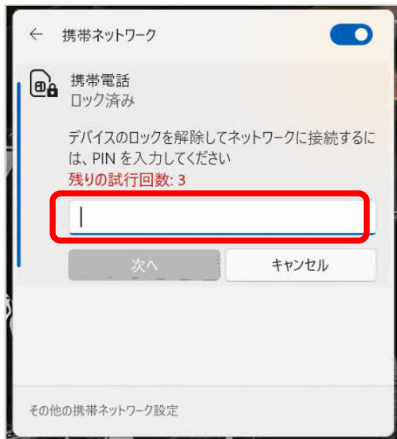 ← 携帯ネットワーク
携帯電話
ロック済み
デバイスのロックを解除してネットワークに接続するに
は、PIN を入力してください
残りの試行回数: 3
次へ
キャンセル
その他の携帯ネットワーク設定